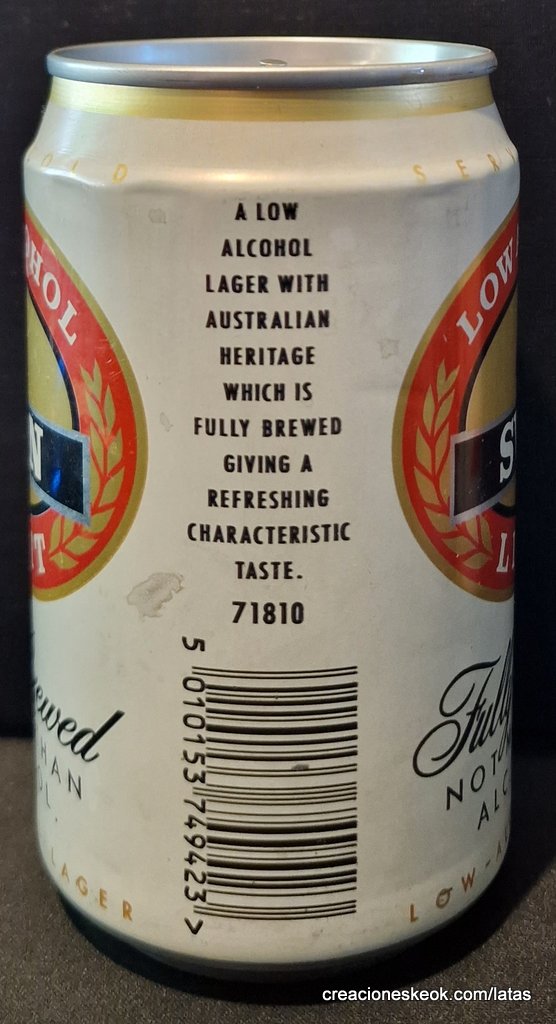 A LOW
ALCOHOL
LAGER WITH
AUSTRALIAN
HERITAGE
WHICH IS
FULLY BREWED
GIVING A
REFRESHING
CHARACTERISTIC
TASTE.
71810
5 010153 749423 >
LOW
NOT
LOW-A
LAGER
creacioneskeok.com/latas